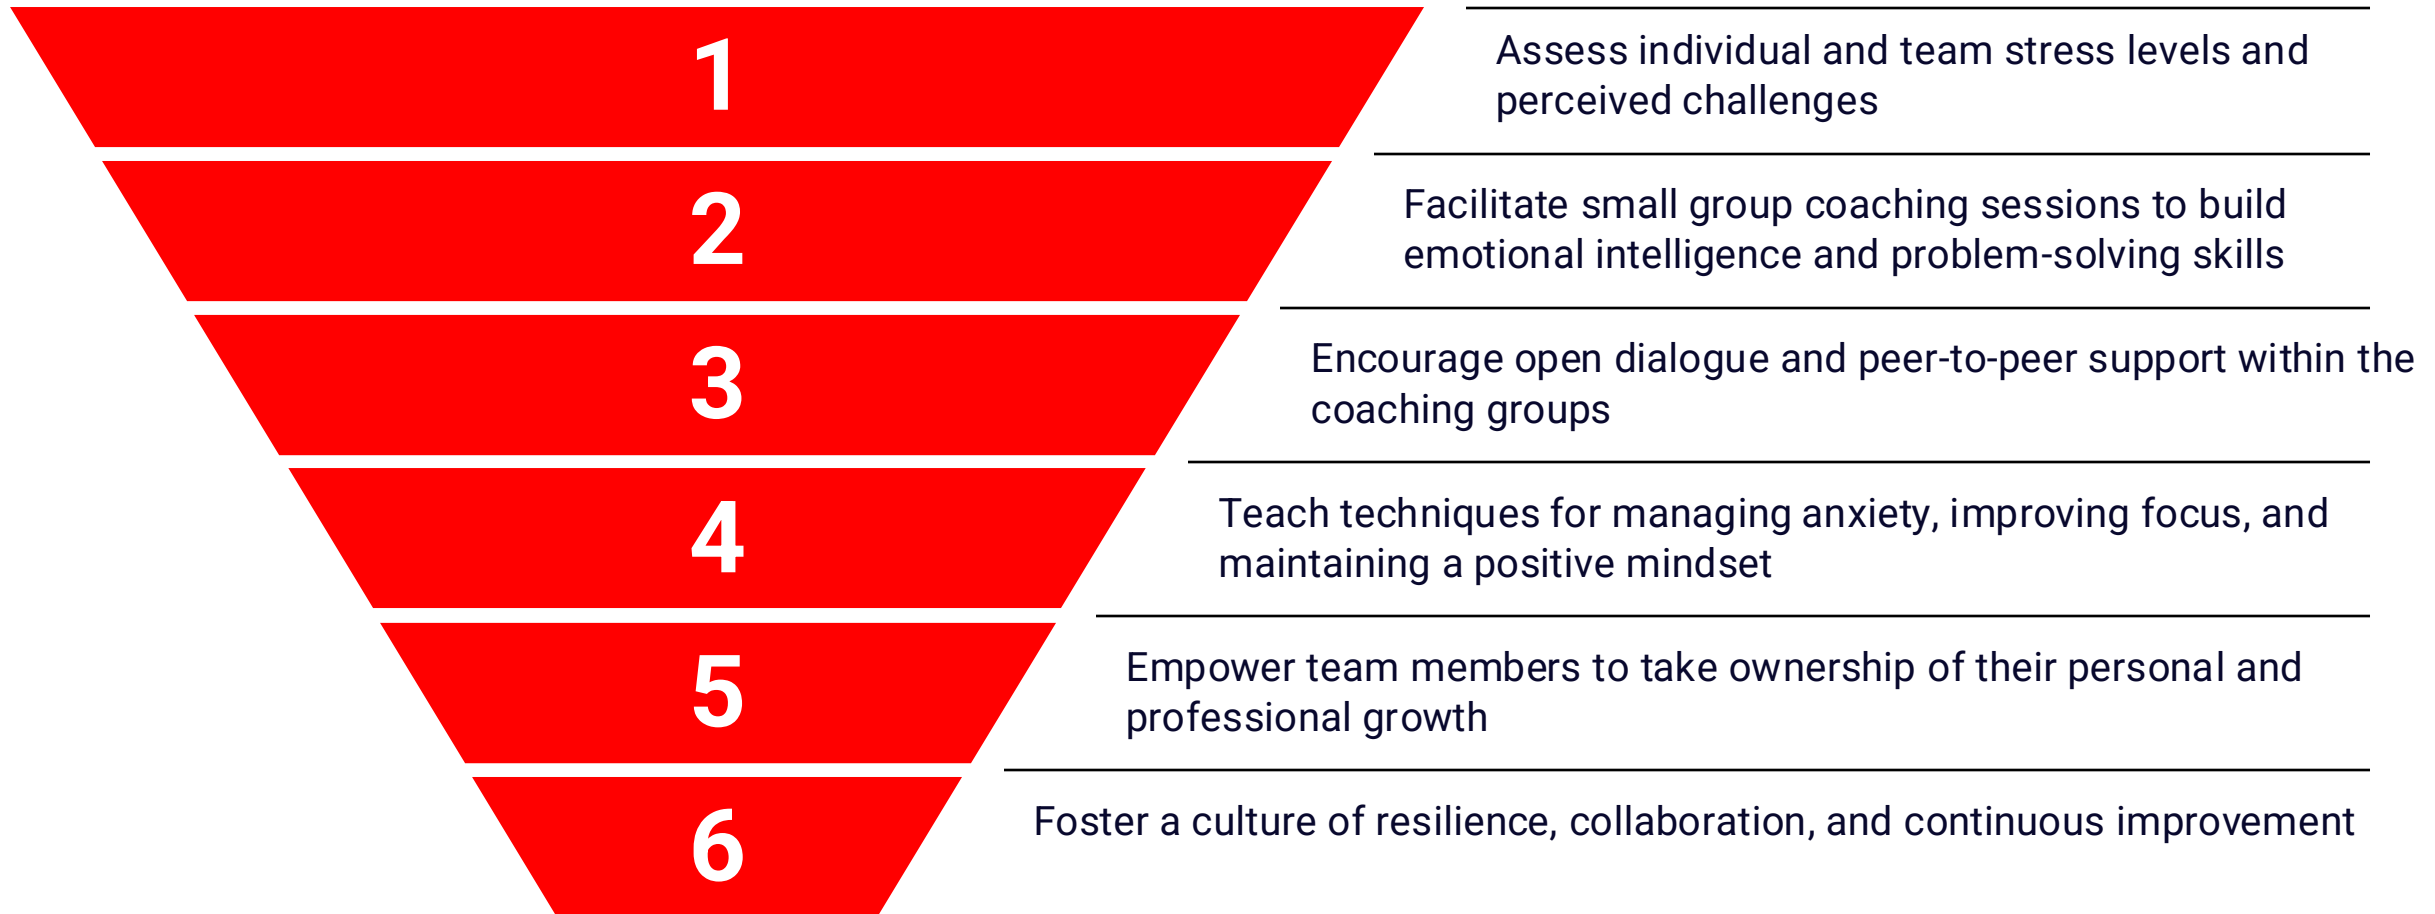 1
Assess individual and team stress levels and
perceived challenges
2
Facilitate small group coaching sessions to build
emotional intelligence and problem-solving skills
3
Encourage open dialogue and peer-to-peer support within the
coaching groups
4
Teach techniques for managing anxiety, improving focus, and
maintaining a positive mindset
5
Empower team members to take ownership of their personal and
professional growth
6
Foster a culture of resilience, collaboration, and continuous improvement